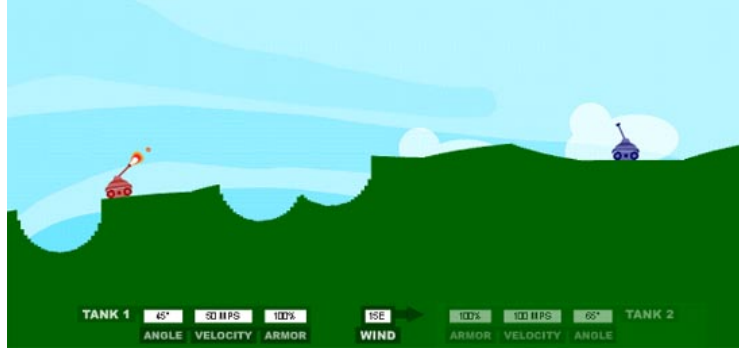 TANK 1 45° 50 MPS 100% 15E 100% 100 MPS 65° TANK 2
ANGLE VELOCITY ARMOR WIND ARMOR VELOCITY ANGLE